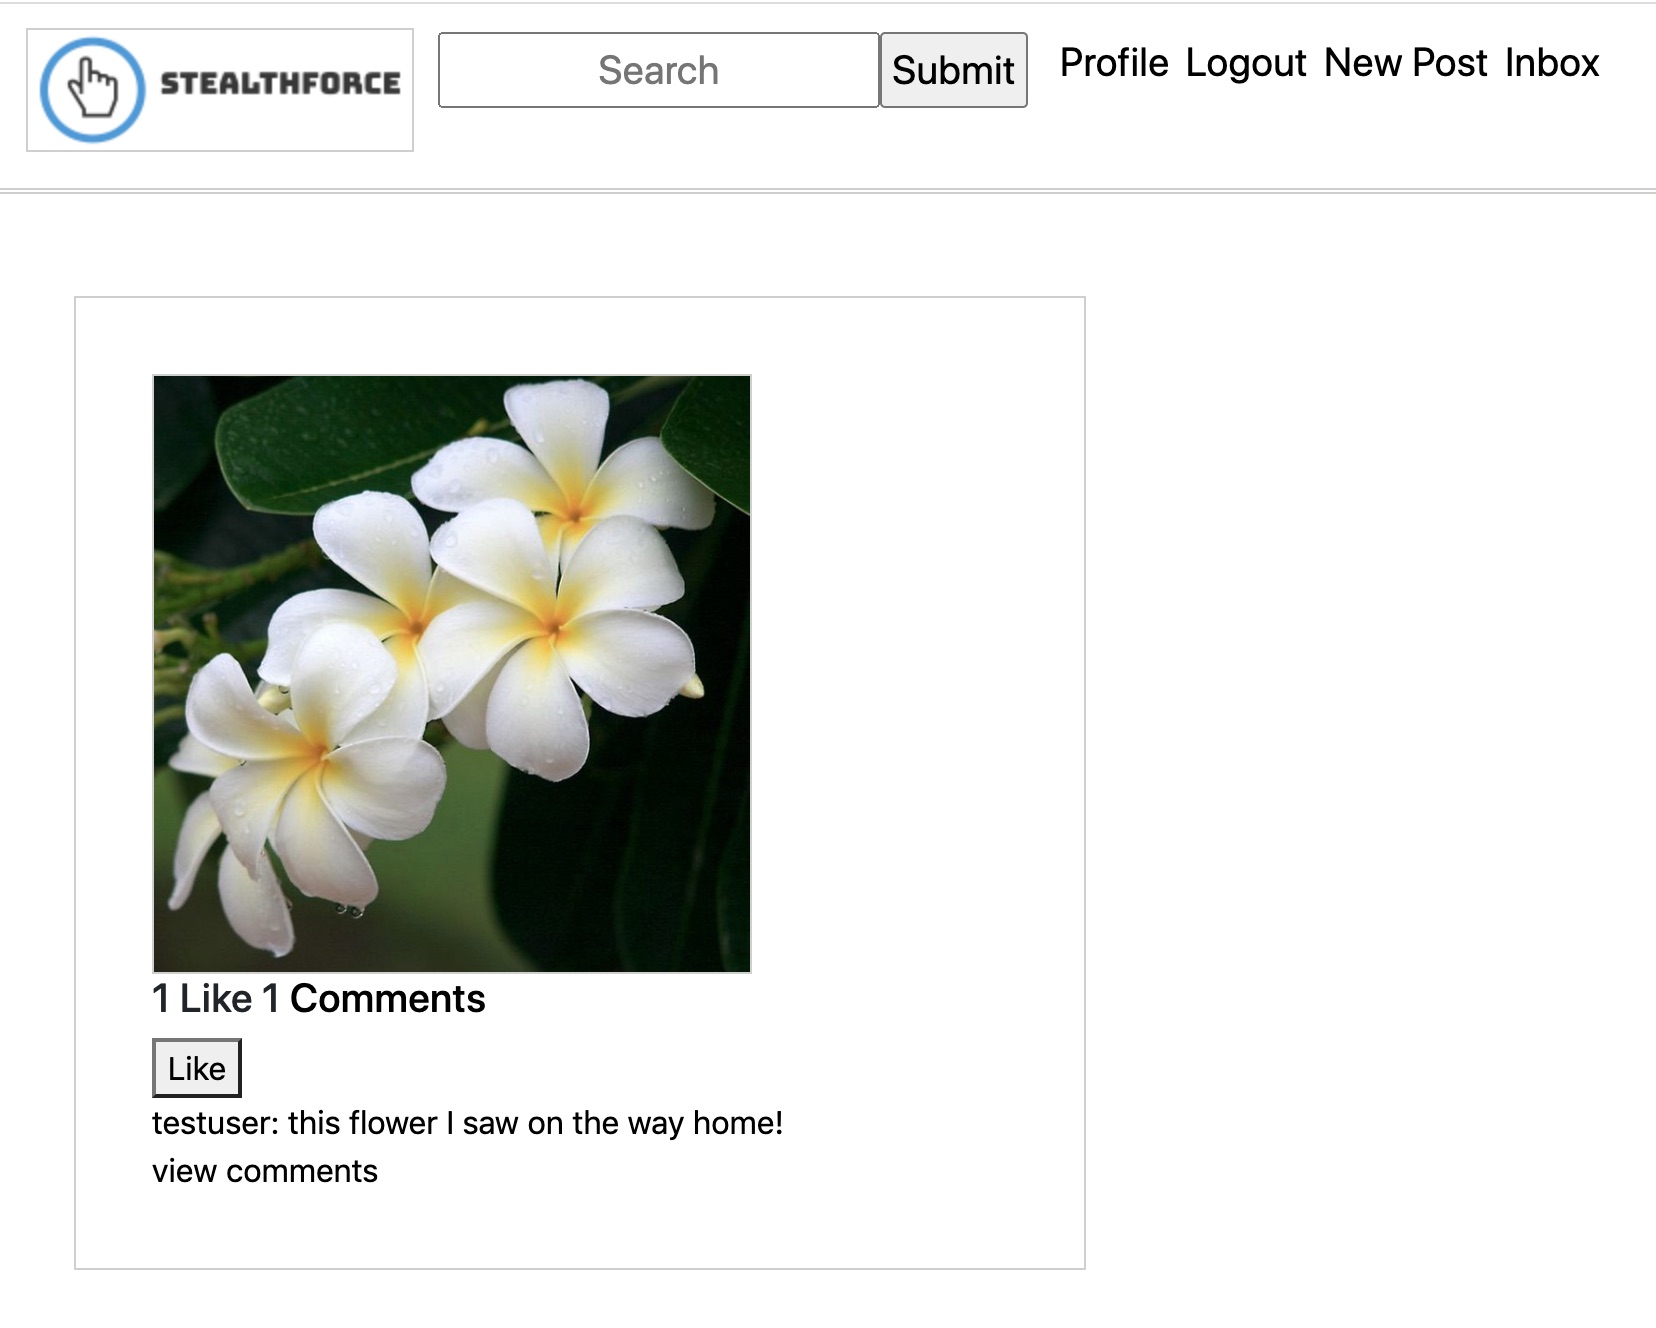 STEALTHFORCE
Search Submit Profile Logout New Post Inbox
1 Like 1 Comments
Like
testuser: this flower I saw on the way home!
view comments